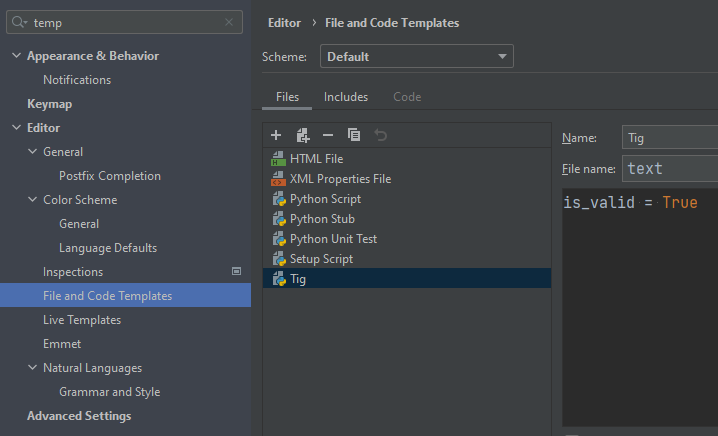 temp
Appearance & Behavior
Notifications
Keymap
Editor
General
Postfix Completion
Color Scheme
General
Language Defaults
Inspections
File and Code Templates
Live Templates
Emmet
Natural Languages
Grammar and Style
Advanced Settings
Editor › File and Code Templates
Scheme: Default
Files Includes Code
HTML File
XML Properties File
Python Script
Python Stub
Python Unit Test
Setup Script
Tig
Name: Tig
File name: text
is_valid = True